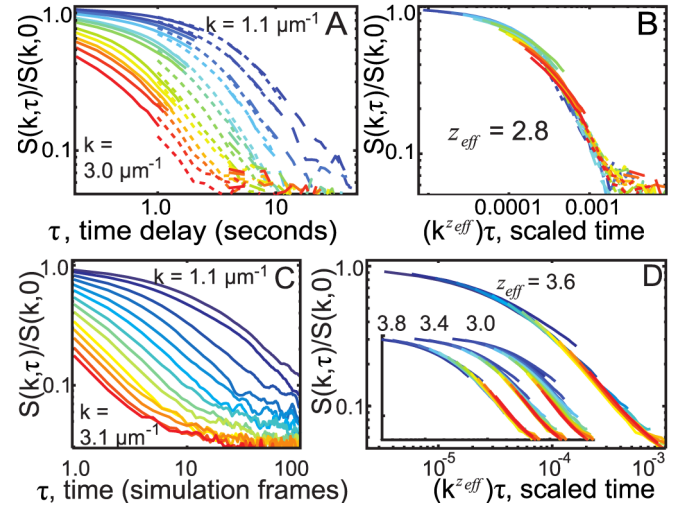 S(k,τ)/S(k,0)
1.0
0.1
k = 1.1 μm⁻¹
A
k =
3.0 μm⁻¹
1.0
10
τ, time delay (seconds)
S(k,τ)/S(k,0)
1.0
0.1
B
z_eff = 2.8
0.0001
0.001
(k^{z_eff})τ, scaled time
S(k,τ)/S(k,0)
1.0
0.1
k = 1.1 μm⁻¹
C
k =
3.1 μm⁻¹
1.0
10
100
τ, time (simulation frames)
S(k,τ)/S(k,0)
1.0
0.1
D
z_eff = 3.6
3.8 3.4 3.0
10⁻⁵
10⁻⁴
10⁻³
(k^{z_eff})τ, scaled time